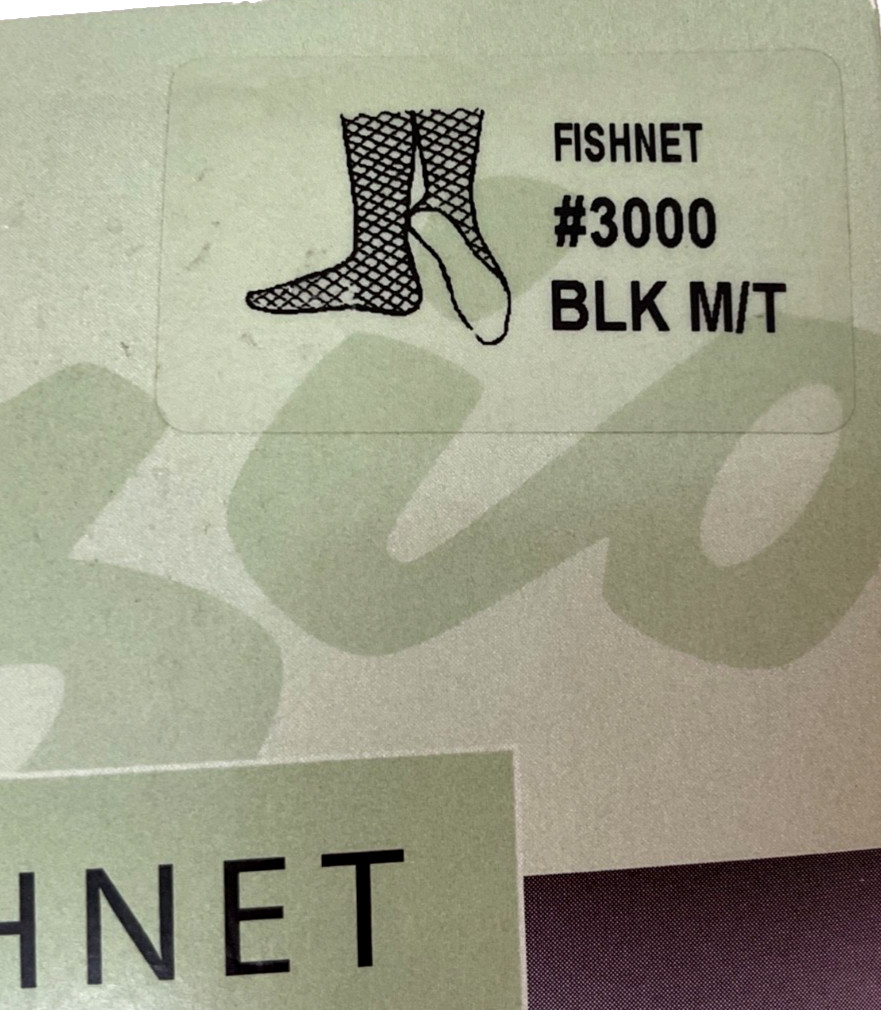 FISHNET
#3000
BLK M/T
HNET